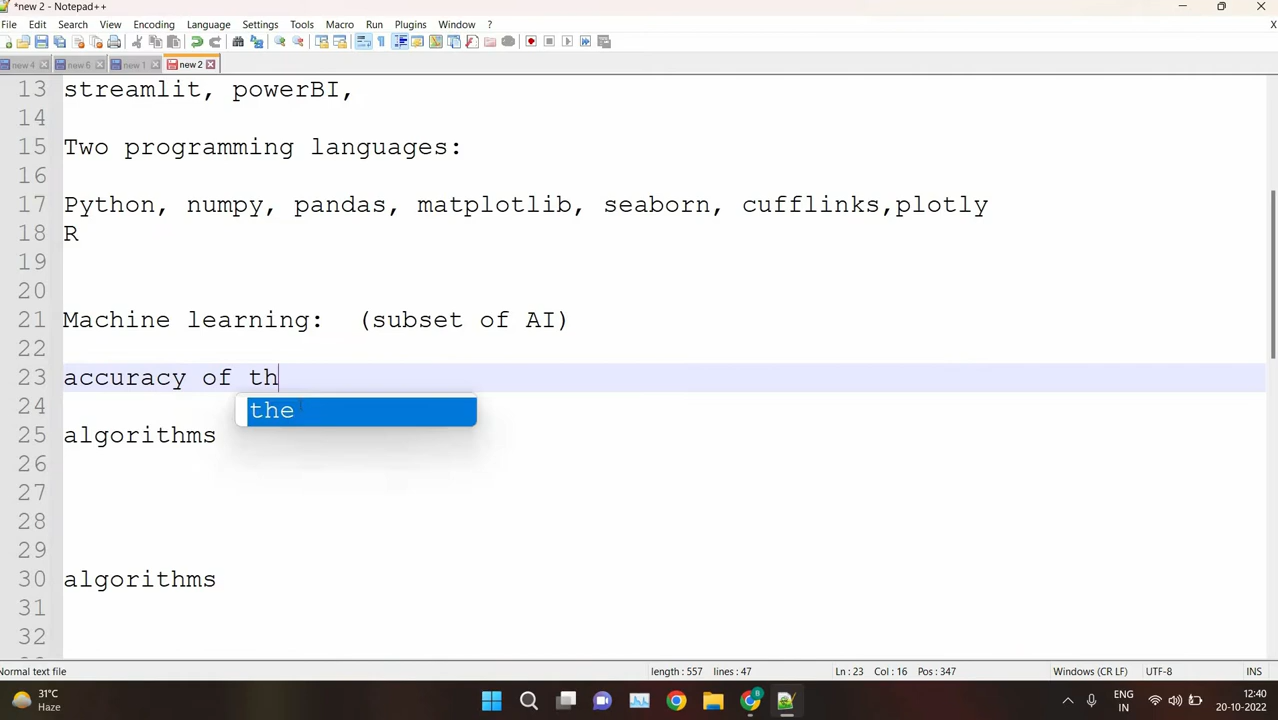 *new 2 - Notepad++
File Edit Search View Encoding Language Settings Tools Macro Run Plugins Window ?
new 4 new 6 new 1 new 2
13 streamlit, powerBI,
14
15 Two programming languages:
16
17 Python, numpy, pandas, matplotlib, seaborn, cufflinks,plotly
18 R
19
20
21 Machine learning:  (subset of AI)
22
23 accuracy of th
24 the
25 algorithms
26
27
28
29
30 algorithms
31
32
Normal text file length : 557 lines : 47 Ln : 23 Col : 16 Pos : 347 Windows (CR LF) UTF-8 INS
31°C
Haze
ENG
IN
12:40
20-10-2022